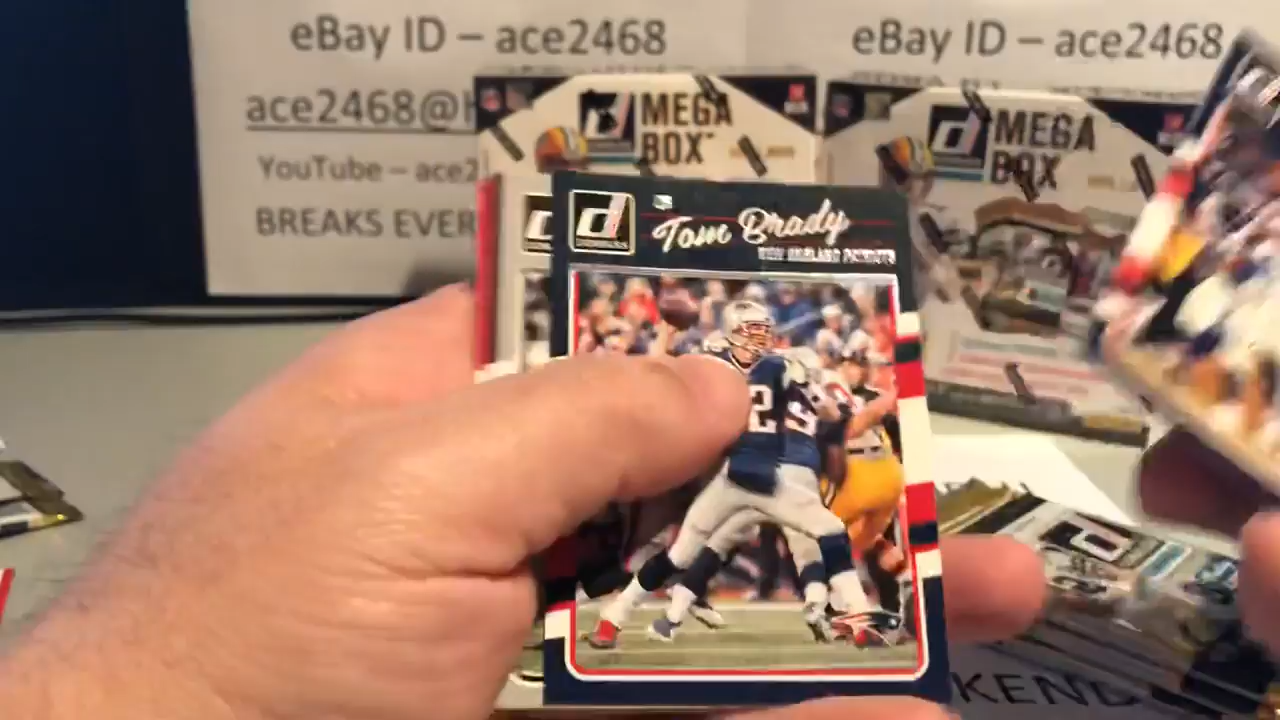 eBay ID – ace2468
eBay ID – ace2468
ace2468@h
YouTube – ace2
BREAKS EVER
MEGA
BOX
MEGA
BOX
d
Tom Brady
NEW ENGLAND PATRIOTS
2
KEND